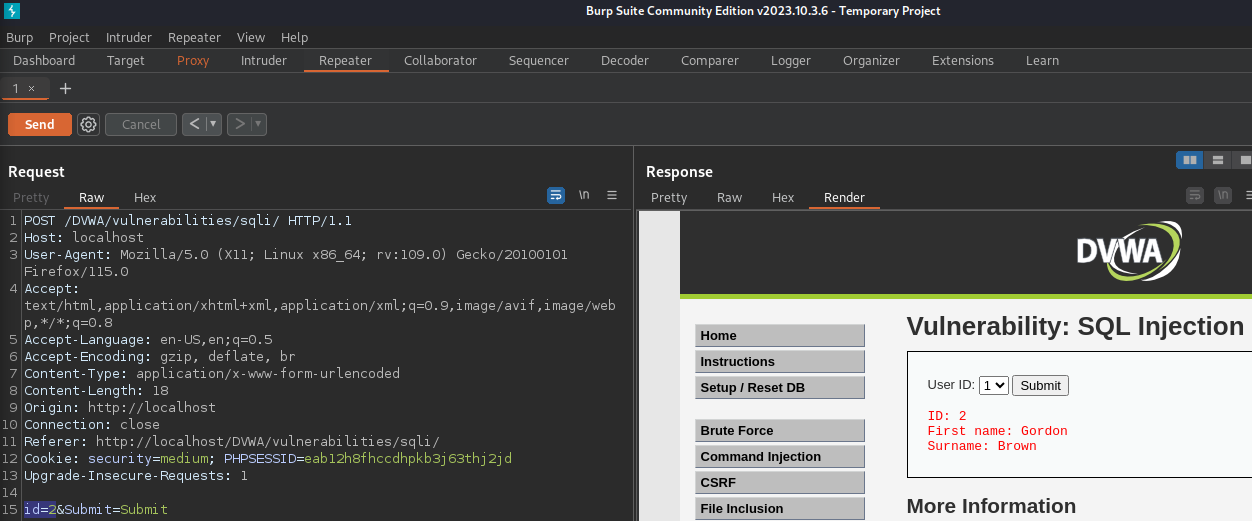 Burp Suite Community Edition v2023.10.3.6 - Temporary Project
Burp Project Intruder Repeater View Help
Dashboard Target Proxy Intruder Repeater Collaborator Sequencer Decoder Comparer Logger Organizer Extensions Learn
1 × +
Send Cancel < >
Request
Pretty Raw Hex \n
1 POST /DVWA/vulnerabilities/sqli/ HTTP/1.1
2 Host: localhost
3 User-Agent: Mozilla/5.0 (X11; Linux x86_64; rv:109.0) Gecko/20100101
Firefox/115.0
4 Accept:
text/html,application/xhtml+xml,application/xml;q=0.9,image/avif,image/web
p,*/*;q=0.8
5 Accept-Language: en-US,en;q=0.5
6 Accept-Encoding: gzip, deflate, br
7 Content-Type: application/x-www-form-urlencoded
8 Content-Length: 18
9 Origin: http://localhost
10 Connection: close
11 Referer: http://localhost/DVWA/vulnerabilities/sqli/
12 Cookie: security=medium; PHPSESSID=eab12h8fhccdhpkb3j63thj2jd
13 Upgrade-Insecure-Requests: 1
14
15 id=2&Submit=Submit
Response
Pretty Raw Hex Render \n
DVWA
Home
Instructions
Setup / Reset DB
Brute Force
Command Injection
CSRF
File Inclusion
Vulnerability: SQL Injection
User ID: 1 Submit
ID: 2
First name: Gordon
Surname: Brown
More Information